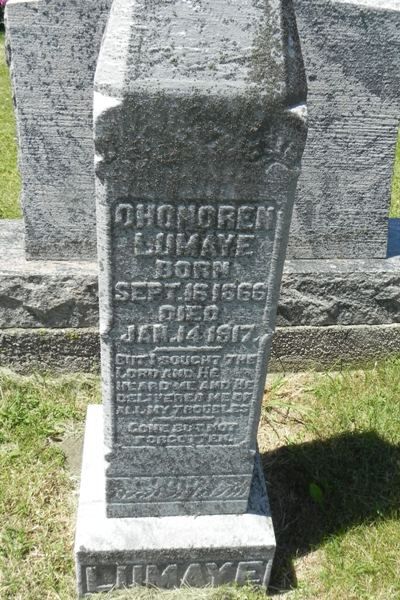 OHONOREN
LUMAYE
BORN
SEPT. 16 1866
DIED
JAN. 14 1917.
BUT I SOUGHT THE
LORD AND HE
HEARD ME AND HE
DELIVERED ME OF
ALL MY TROUBLES
GONE BUT NOT
FORGOTTEN.
LUMAYE